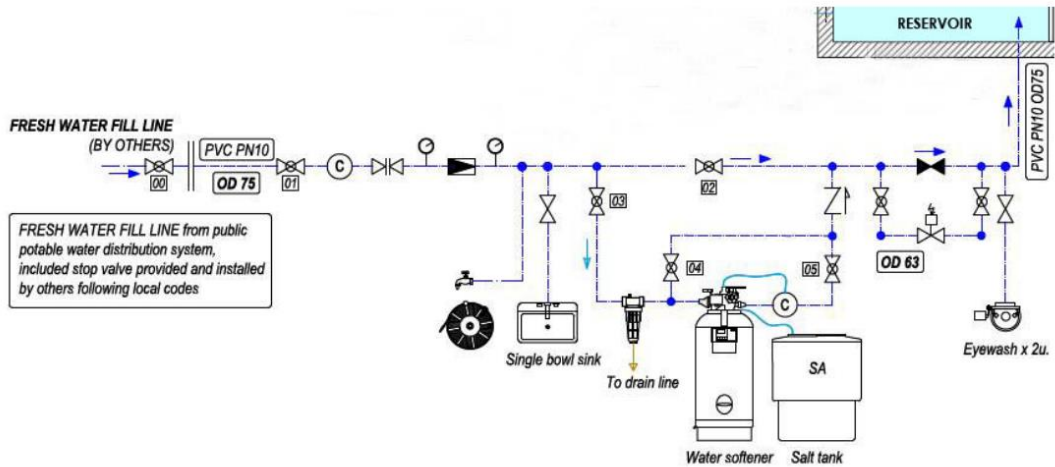 RESERVOIR
PVC PN10 OD75
FRESH WATER FILL LINE
(BY OTHERS)
PVC PN10
OD 75
00
01
C
02
03
FRESH WATER FILL LINE from public
potable water distribution system,
included stop valve provided and installed
by others following local codes
04
05
OD 63
C
Single bowl sink
To drain line
SA
Eyewash x 2u.
Water softener
Salt tank